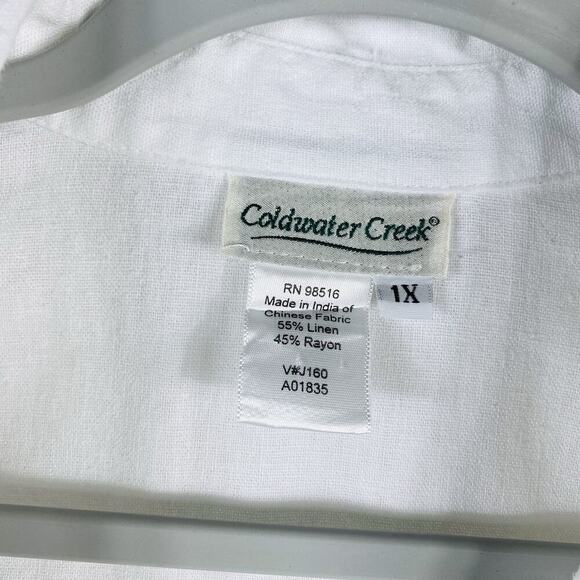 Coldwater Creek®
RN 98516
Made in India of
Chinese Fabric
55% Linen
45% Rayon
V#J160
A01835
1X